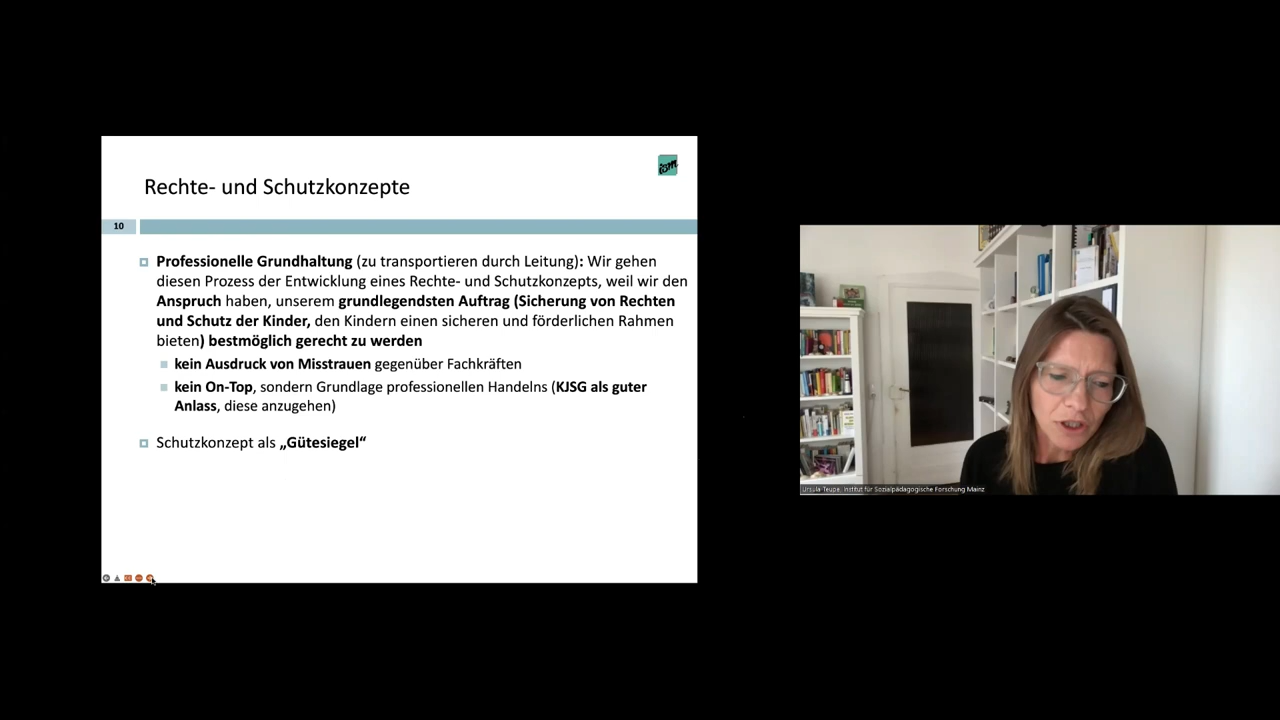 ism
Rechte- und Schutzkonzepte
10
Professionelle Grundhaltung (zu transportieren durch Leitung): Wir gehen
diesen Prozess der Entwicklung eines Rechte- und Schutzkonzepts, weil wir den
Anspruch haben, unserem grundlegendsten Auftrag (Sicherung von Rechten
und Schutz der Kinder, den Kindern einen sicheren und förderlichen Rahmen
bieten) bestmöglich gerecht zu werden
kein Ausdruck von Misstrauen gegenüber Fachkräften
kein On-Top, sondern Grundlage professionellen Handelns (KJSG als guter
Anlass, diese anzugehen)
Schutzkonzept als „Gütesiegel“
Ursula Teupe, Institut für Sozialpädagogische Forschung Mainz